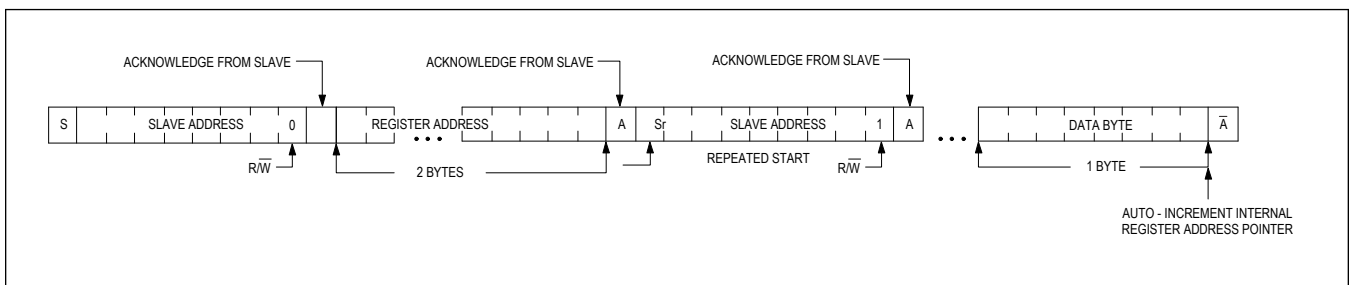 ACKNOWLEDGE FROM SLAVE ACKNOWLEDGE FROM SLAVE ACKNOWLEDGE FROM SLAVE
S SLAVE ADDRESS 0 REGISTER ADDRESS A Sr SLAVE ADDRESS 1 A ... DATA BYTE A̅
...
R/W̅ 2 BYTES REPEATED START R/W̅ 1 BYTE
AUTO - INCREMENT INTERNAL
REGISTER ADDRESS POINTER